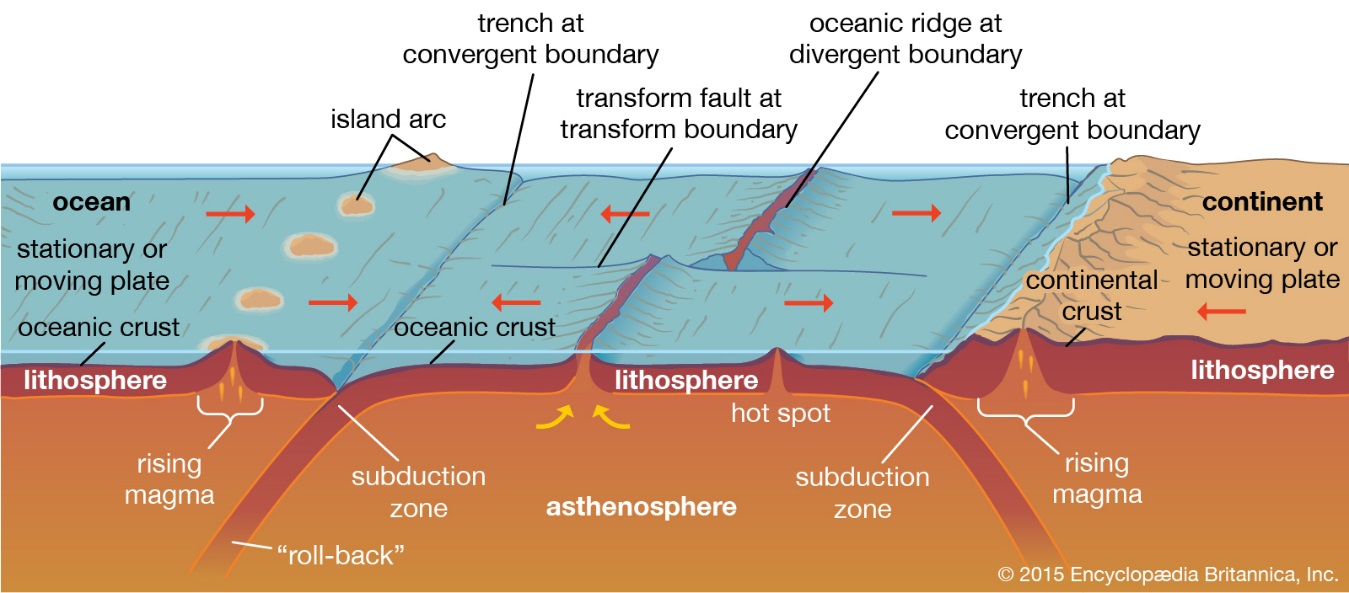 trench at
convergent boundary
oceanic ridge at
divergent boundary
island arc
transform fault at
transform boundary
trench at
convergent boundary
ocean
stationary or
moving plate
oceanic crust
oceanic crust
continent
stationary or
moving plate
continental
crust
lithosphere
lithosphere
lithosphere
hot spot
rising
magma
subduction
zone
asthenosphere
subduction
zone
rising
magma
“roll-back”
© 2015 Encyclopædia Britannica, Inc.